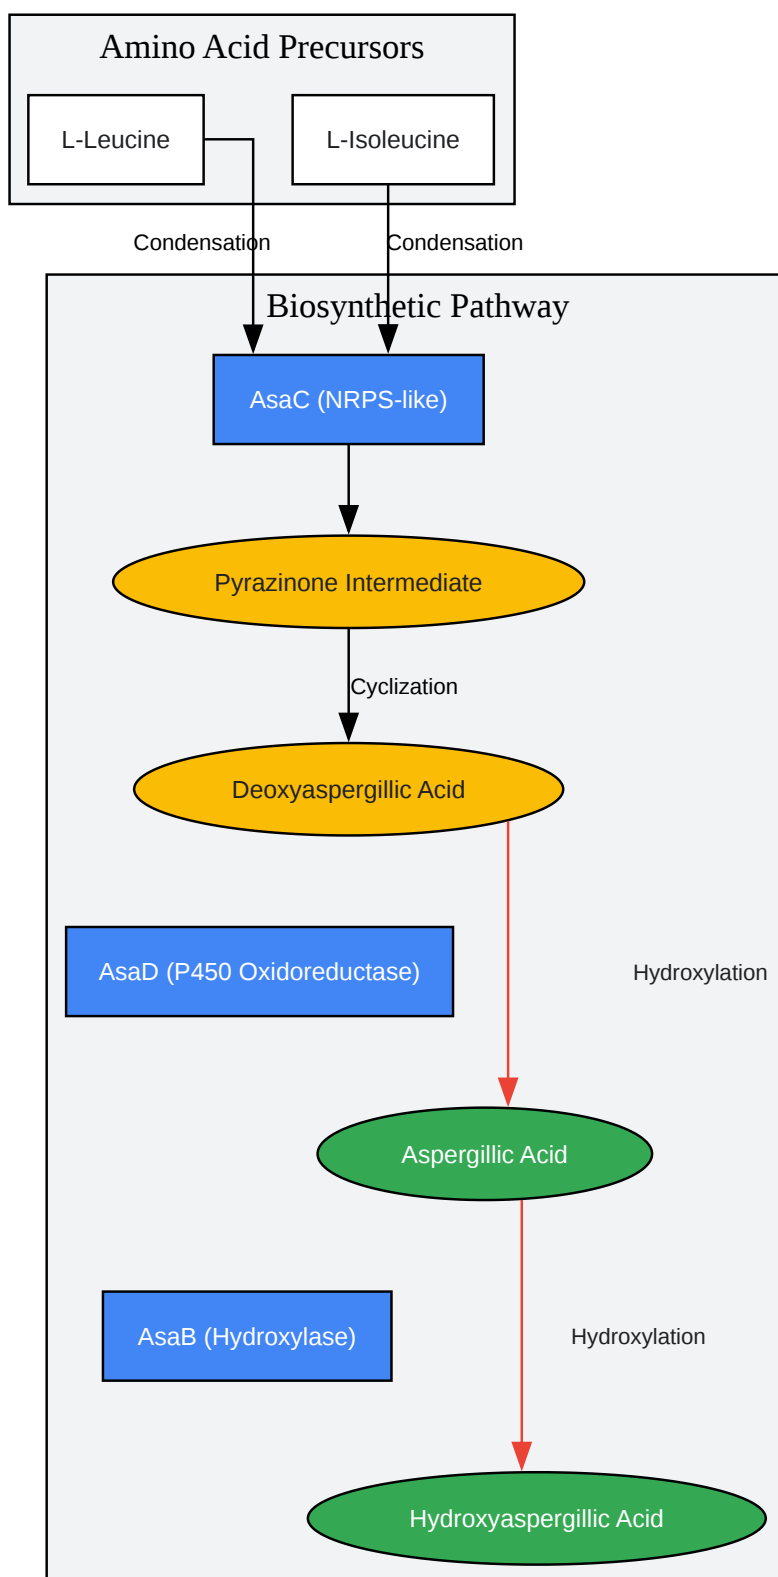 Amino Acid Precursors
L-Leucine
L-Isoleucine
Condensation
Condensation
Biosynthetic Pathway
AsaC (NRPS-like)
Pyrazinone Intermediate
Cyclization
Deoxyaspergillic Acid
AsaD (P450 Oxidoreductase)
Hydroxylation
Aspergillic Acid
AsaB (Hydroxylase)
Hydroxylation
Hydroxyaspergillic Acid